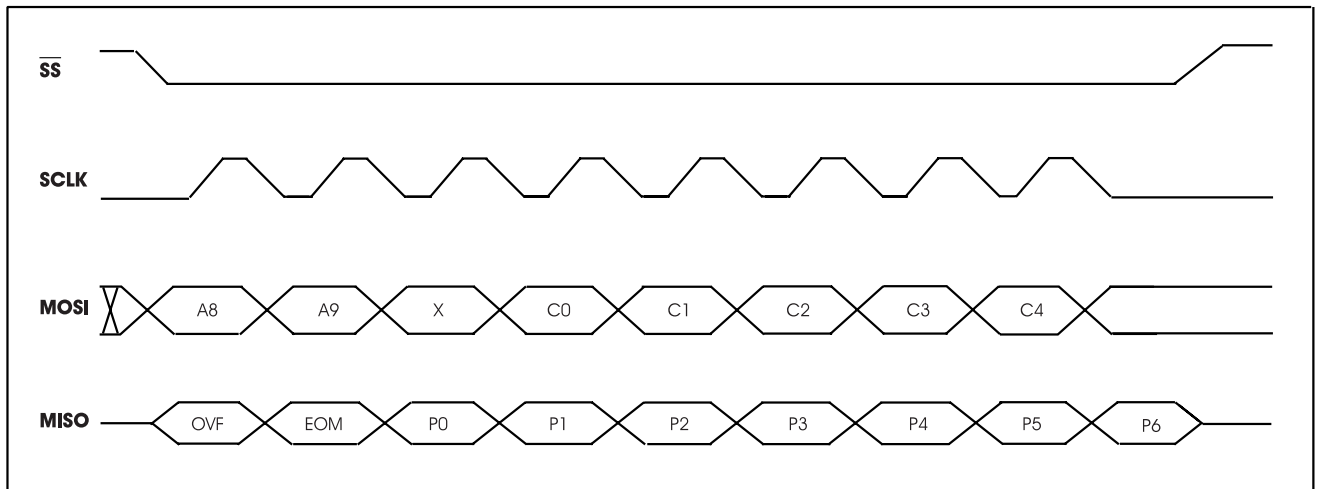 SS
SCLK
MOSI A8 A9 X C0 C1 C2 C3 C4
MISO OVF EOM P0 P1 P2 P3 P4 P5 P6